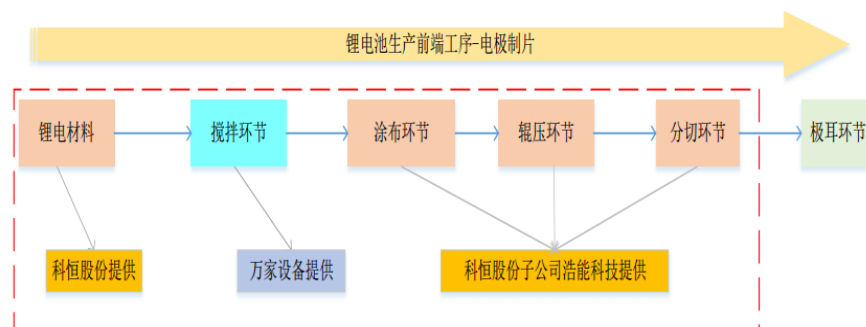 锂电池生产前端工序-电极制片
锂电材料
搅拌环节
涂布环节
辊压环节
分切环节
极耳环节
科恒股份提供
万家设备提供
科恒股份子公司浩能科技提供